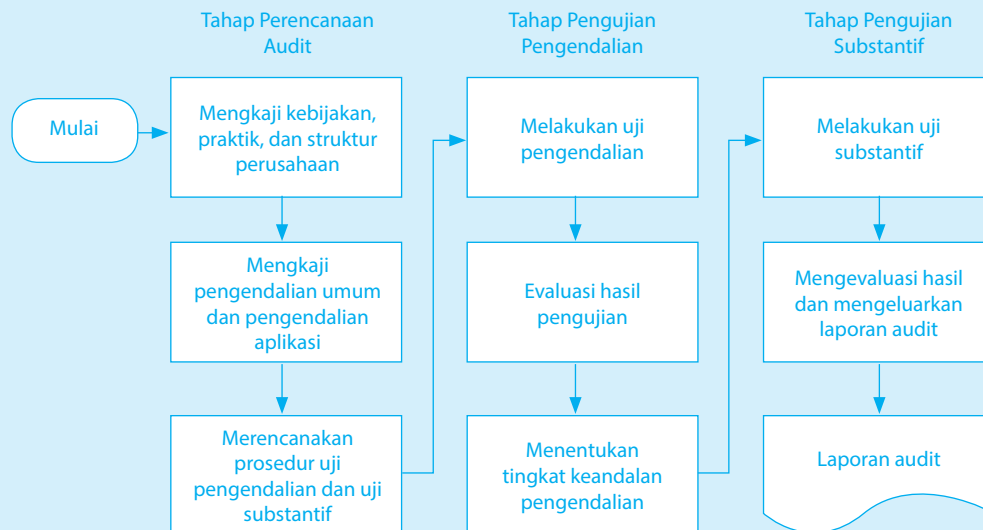 Tahap Perencanaan
Audit
Mulai
Mengkaji kebijakan,
praktik, dan struktur
perusahaan
Mengkaji
pengendalian umum
dan pengendalian
aplikasi
Merencanakan
prosedur uji
pengendalian dan uji
substantif
Tahap Pengujian
Pengendalian
Melakukan uji
pengendalian
Evaluasi hasil
pengujian
Menentukan
tingkat keandalan
pengendalian
Tahap Pengujian
Substantif
Melakukan uji
substantif
Mengevaluasi hasil
dan mengeluarkan
laporan audit
Laporan audit